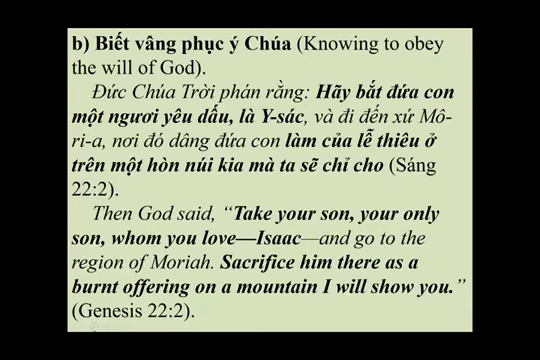 b) Biết vâng phục ý Chúa (Knowing to obey
the will of God).
Đức Chúa Trời phán rằng: Hãy bắt đứa con
một ngươi yêu dấu, là Y-sác, và đi đến xứ Mô-
ri-a, nơi đó dâng đứa con làm của lễ thiêu ở
trên một hòn núi kia mà ta sẽ chỉ cho (Sáng
22:2).
Then God said, “Take your son, your only
son, whom you love—Isaac—and go to the
region of Moriah. Sacrifice him there as a
burnt offering on a mountain I will show you.”
(Genesis 22:2).